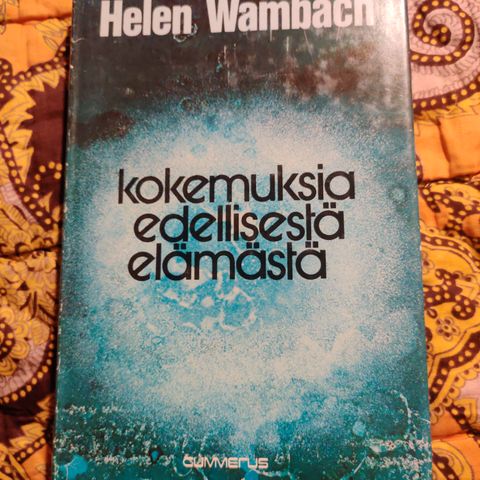 Helen Wambach
kokemuksia
edellisestä
elämästä
GUMMERUS